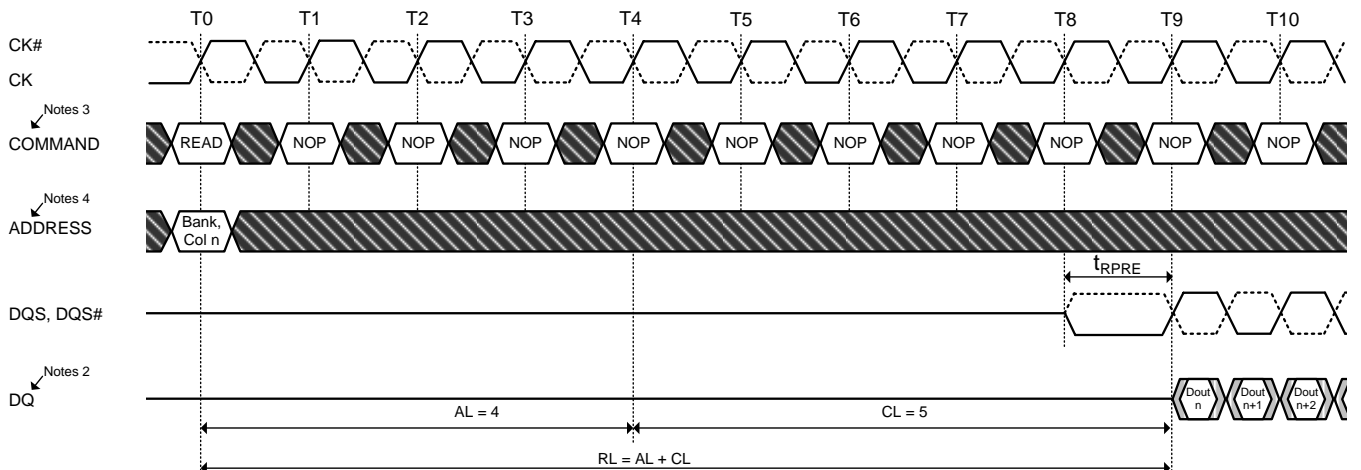 T0 T1 T2 T3 T4 T5 T6 T7 T8 T9 T10
CK#
CK
Notes 3
COMMAND READ NOP NOP NOP NOP NOP NOP NOP NOP NOP NOP
Notes 4
ADDRESS
Bank,
Col n
tRPRE
DQS, DQS#
Notes 2
DQ
Dout
n
Dout
n+1
Dout
n+2
AL = 4 CL = 5
RL = AL + CL